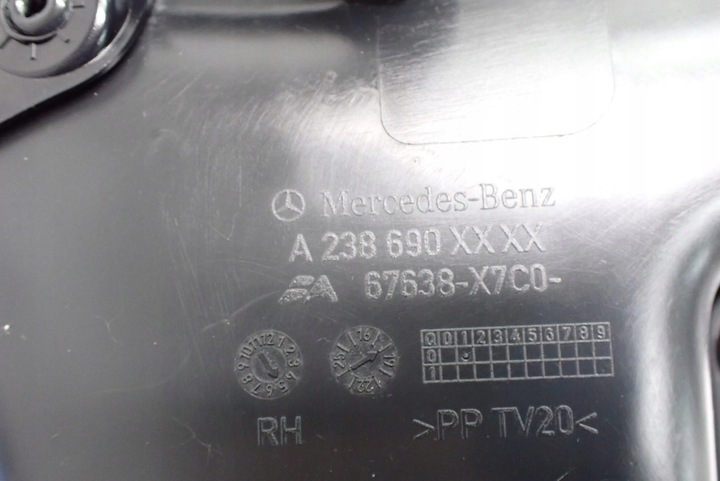 Mercedes-Benz
A 238 690 XX XX
67638-X7C0-
Q 0 1 2 3 4 5 6 7 8 9
0
1
RH
>PP TV20<